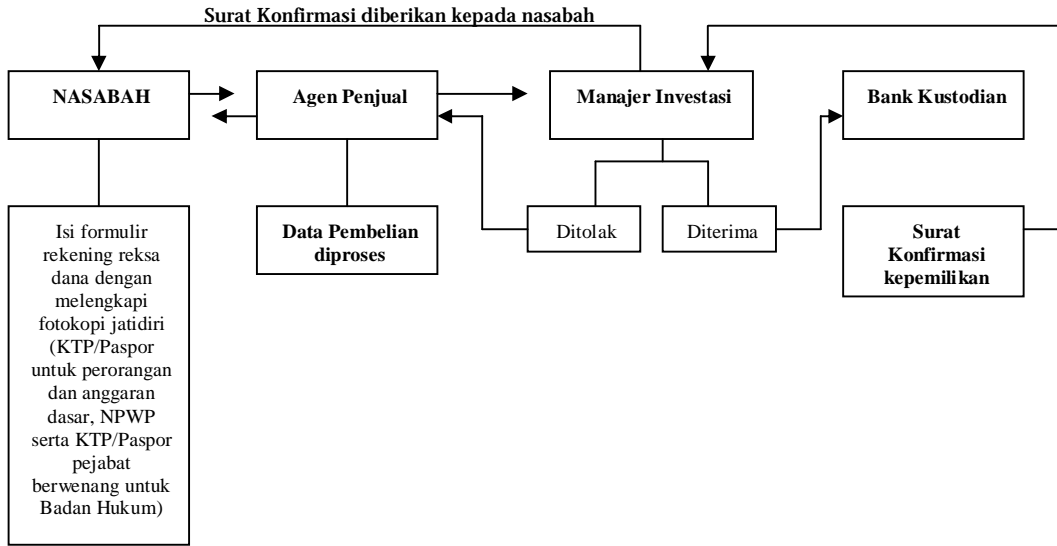 Surat Konfirmasi diberikan kepada nasabah
NASABAH
Agen Penjual
Manajer Investasi
Bank Kustodian
Isi formulir
rekening reksa
dana dengan
melengkapi
fotokopi jatidiri
(KTP/Paspor
untuk perorangan
dan anggaran
dasar, NPWP
serta KTP/Paspor
pejabat
berwenang untuk
Badan Hukum)
Data Pembelian
diproses
Ditolak
Diterima
Surat
Konfirmasi
kepemilikan